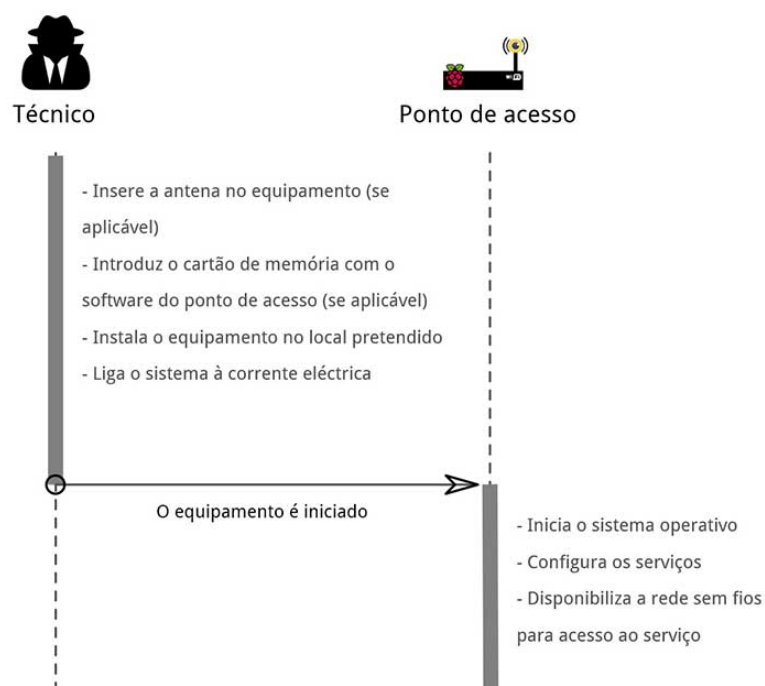 Técnico
Ponto de acesso
- Insere a antena no equipamento (se
aplicável)
- Introduz o cartão de memória com o
software do ponto de acesso (se aplicável)
- Instala o equipamento no local pretendido
- Liga o sistema à corrente eléctrica
O equipamento é iniciado
- Inicia o sistema operativo
- Configura os serviços
- Disponibiliza a rede sem fios
para acesso ao serviço